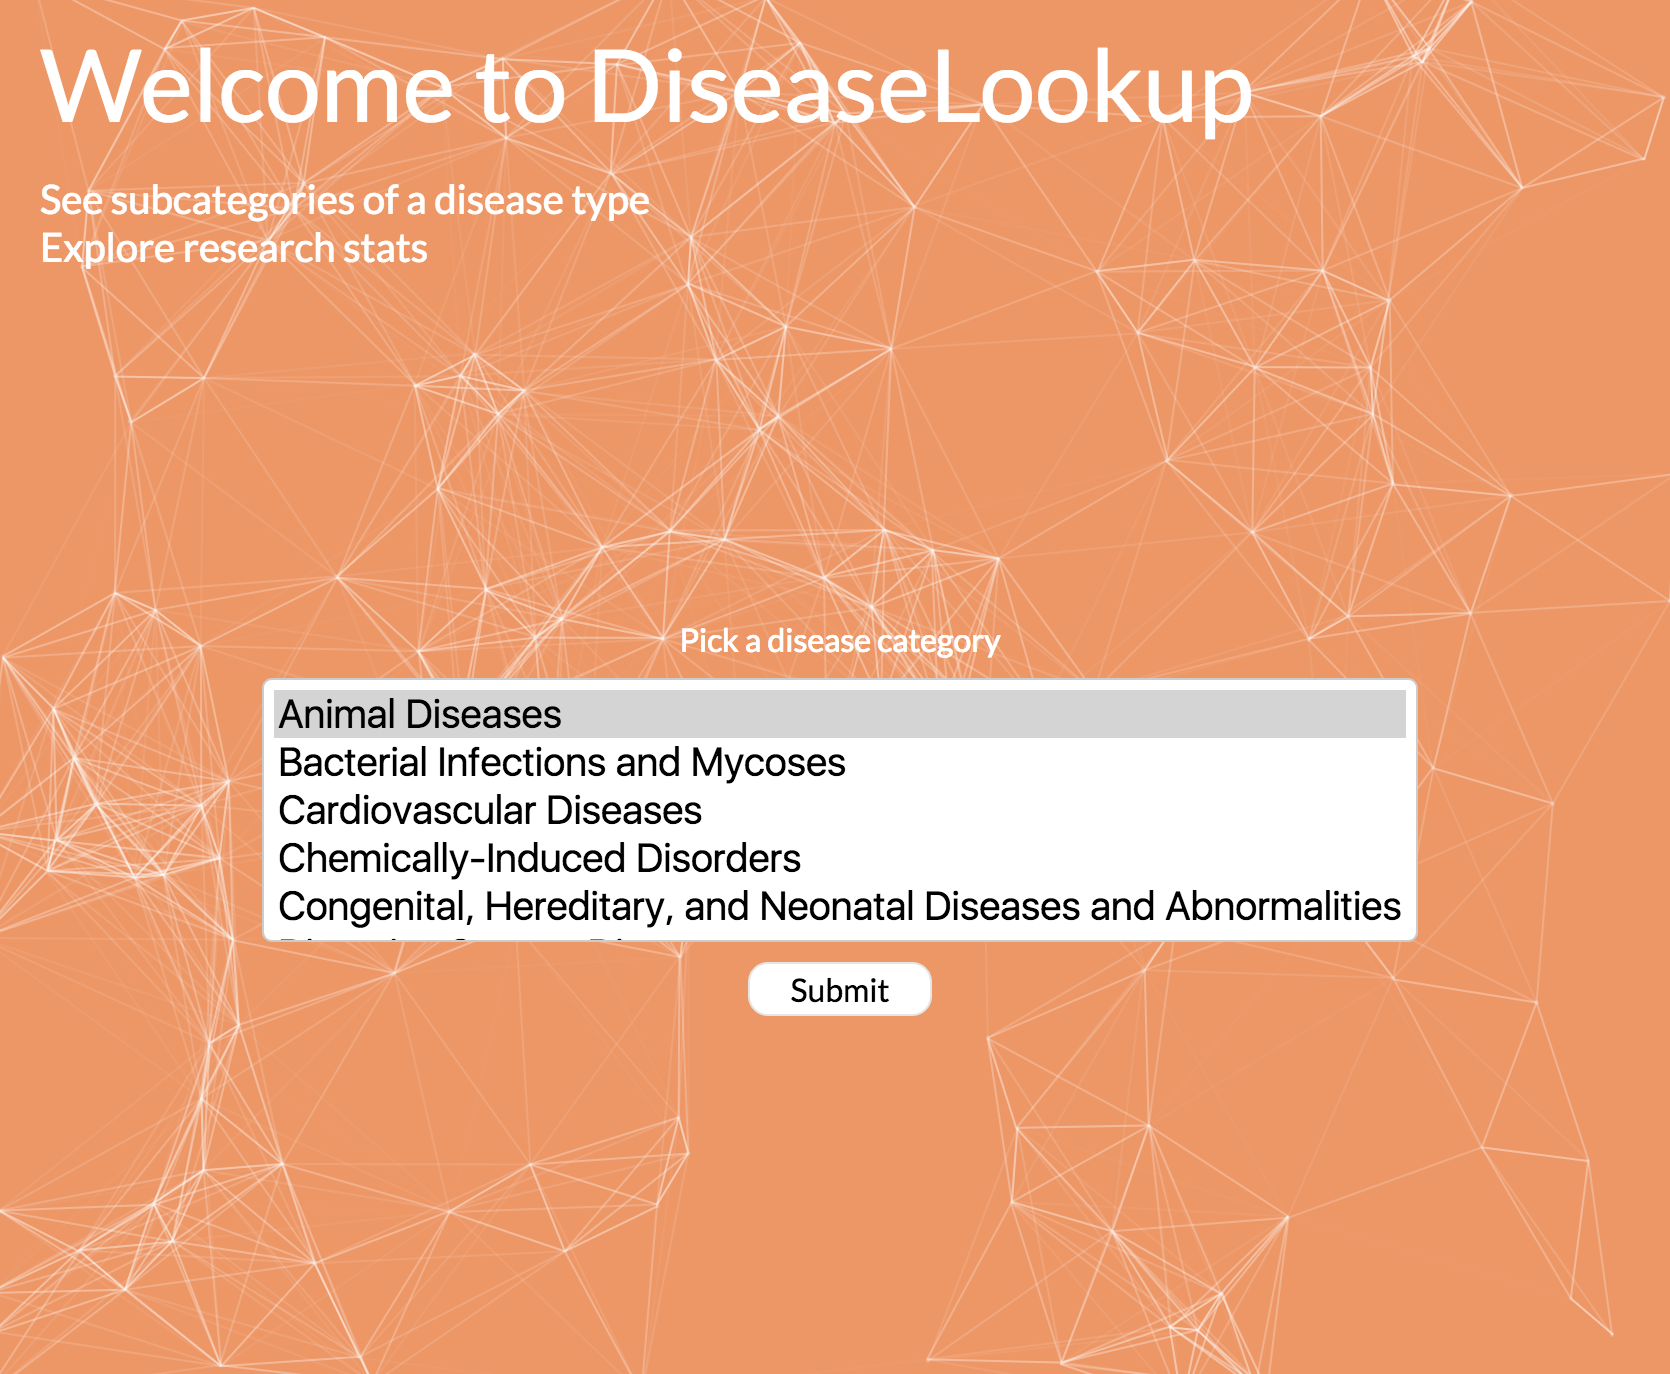 Welcome to DiseaseLookup
See subcategories of a disease type
Explore research stats
Pick a disease category
Animal Diseases
Bacterial Infections and Mycoses
Cardiovascular Diseases
Chemically-Induced Disorders
Congenital, Hereditary, and Neonatal Diseases and Abnormalities
Submit